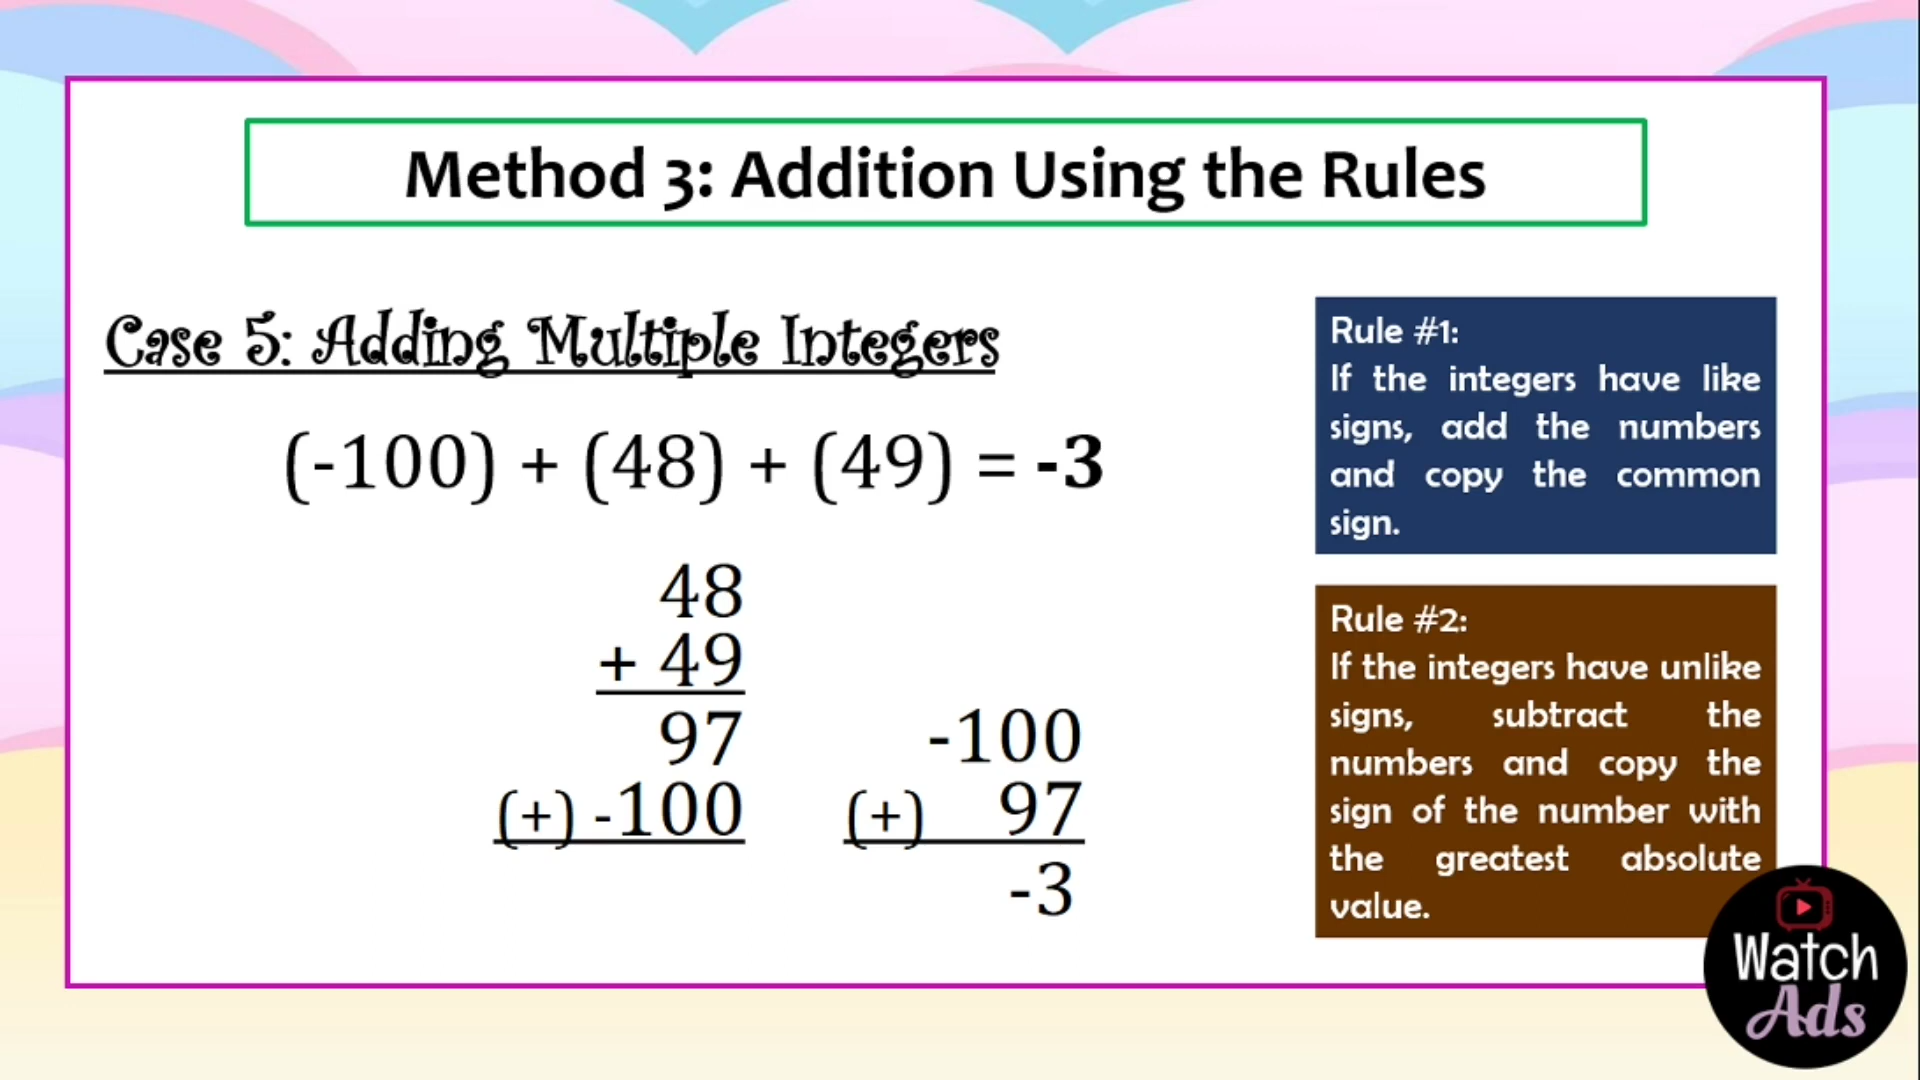 Method 3: Addition Using the Rules
Case 5: Adding Multiple Integers
(-100) + (48) + (49) = -3
48
+ 49
97
(+) -100
-100
(+) 97
-3
Rule #1:
If the integers have like
signs, add the numbers
and copy the common
sign.
Rule #2:
If the integers have unlike
signs, subtract the
numbers and copy the
sign of the number with
the greatest absolute
value.
Watch
Ads